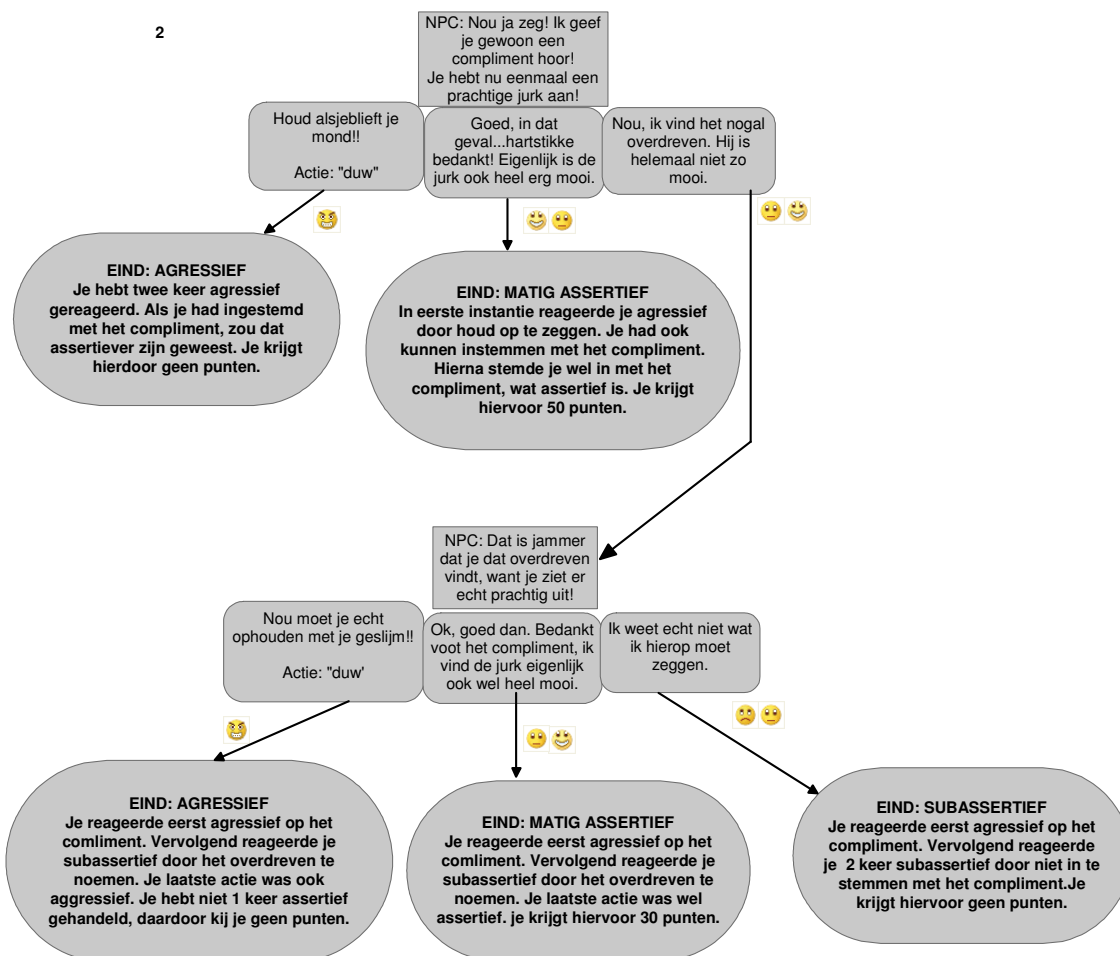 2
NPC: Nou ja zeg! Ik geef
je gewoon een
compliment hoor!
Je hebt nu eenmaal een
prachtige jurk aan!
Houd alsjeblieft je
mond!!
Actie: "duw"
Goed, in dat
geval...hartstikke
bedankt! Eigenlijk is de
jurk ook heel erg mooi.
Nou, ik vind het nogal
overdreven. Hij is
helemaal niet zo
mooi.
EIND: AGRESSIEF
Je hebt twee keer agressief
gereageerd. Als je had ingestemd
met het compliment, zou dat
assertiever zijn geweest. Je krijgt
hierdoor geen punten.
EIND: MATIG ASSERTIEF
In eerste instantie reageerde je agressief
door houd op te zeggen. Je had ook
kunnen instemmen met het compliment.
Hierna stemde je wel in met het
compliment, wat assertief is. Je krijgt
hiervoor 50 punten.
NPC: Dat is jammer
dat je dat overdreven
vindt, want je ziet er
echt prachtig uit!
Nou moet je echt
ophouden met je geslijm!!
Actie: "duw'
Ok, goed dan. Bedankt
voot het compliment, ik
vind de jurk eigenlijk
ook wel heel mooi.
Ik weet echt niet wat
ik hierop moet
zeggen.
EIND: AGRESSIEF
Je reageerde eerst agressief op het
comliment. Vervolgend reageerde je
subassertief door het overdreven te
noemen. Je laatste actie was ook
aggressief. Je hebt niet 1 keer assertief
gehandeld, daardoor kij je geen punten.
EIND: MATIG ASSERTIEF
Je reageerde eerst agressief op het
comliment. Vervolgend reageerde je
subassertief door het overdreven te
noemen. Je laatste actie was wel
assertief. je krijgt hiervoor 30 punten.
EIND: SUBASSERTIEF
Je reageerde eerst agressief op het
compliment. Vervolgend reageerde
je 2 keer subassertief door niet in te
stemmen met het compliment.Je
krijgt hiervoor geen punten.